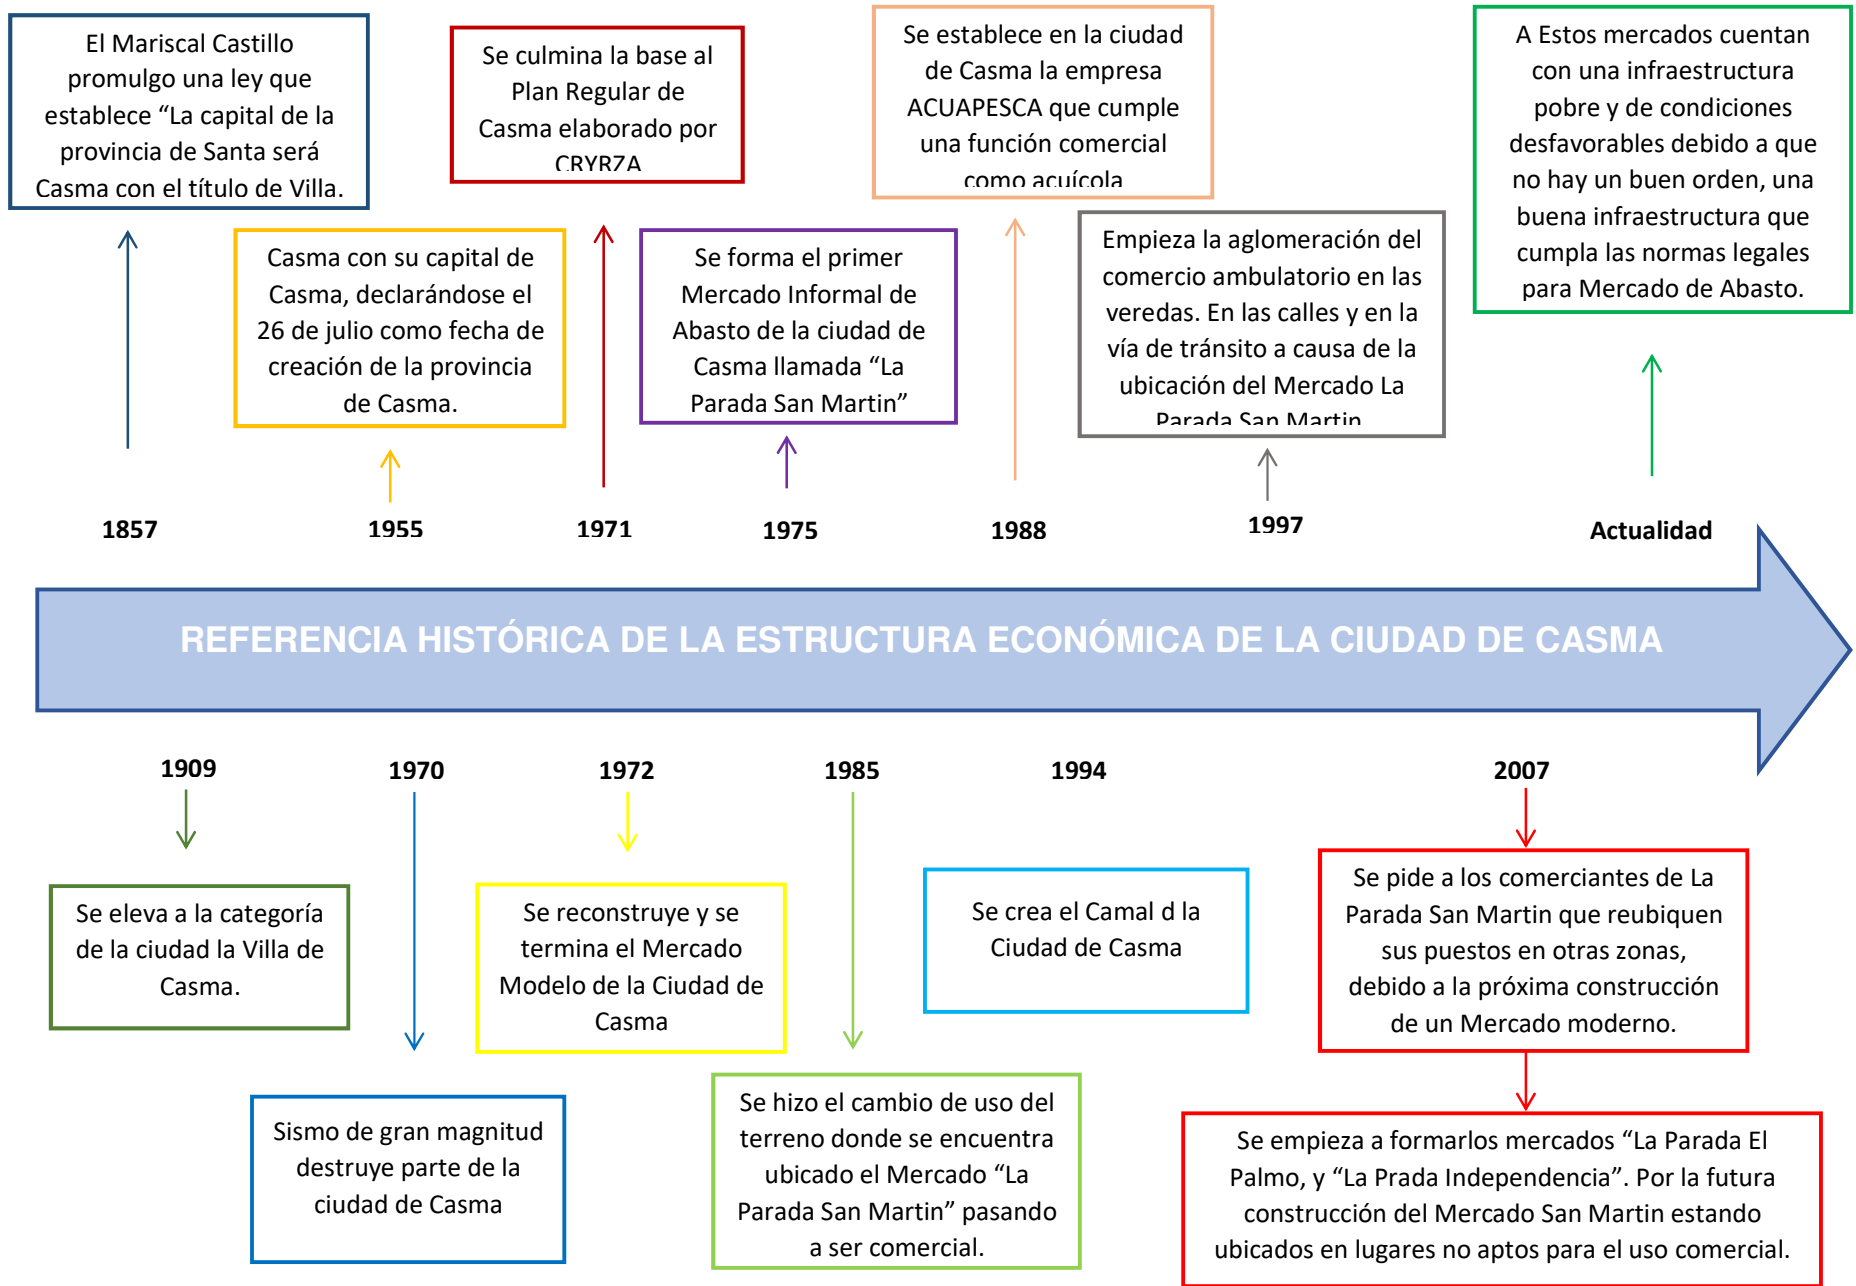 El Mariscal Castillo
promulgo una ley que
establece “La capital de la
provincia de Santa será
Casma con el título de Villa.
Se culmina la base al
Plan Regular de
Casma elaborado por
CRYRZA
Se establece en la ciudad
de Casma la empresa
ACUAPESCA que cumple
una función comercial
como acuícola
A Estos mercados cuentan
con una infraestructura
pobre y de condiciones
desfavorables debido a que
no hay un buen orden, una
buena infraestructura que
cumpla las normas legales
para Mercado de Abasto.
Casma con su capital de
Casma, declarándose el
26 de julio como fecha de
creación de la provincia
de Casma.
Se forma el primer
Mercado Informal de
Abasto de la ciudad de
Casma llamada “La
Parada San Martin”
Empieza la aglomeración del
comercio ambulatorio en las
veredas. En las calles y en la
vía de tránsito a causa de la
ubicación del Mercado La
Parada San Martin
1857
1955
1971
1975
1988
1997
Actualidad
REFERENCIA HISTÓRICA DE LA ESTRUCTURA ECONÓMICA DE LA CIUDAD DE CASMA
1909
1970
1972
1985
1994
2007
Se eleva a la categoría
de la ciudad la Villa de
Casma.
Se reconstruye y se
termina el Mercado
Modelo de la Ciudad de
Casma
Se crea el Camal d la
Ciudad de Casma
Se pide a los comerciantes de La
Parada San Martin que reubiquen
sus puestos en otras zonas,
debido a la próxima construcción
de un Mercado moderno.
Sismo de gran magnitud
destruye parte de la
ciudad de Casma
Se hizo el cambio de uso del
terreno donde se encuentra
ubicado el Mercado “La
Parada San Martin” pasando
a ser comercial.
Se empieza a formarlos mercados “La Parada El
Palmo, y “La Prada Independencia”. Por la futura
construcción del Mercado San Martin estando
ubicados en lugares no aptos para el uso comercial.